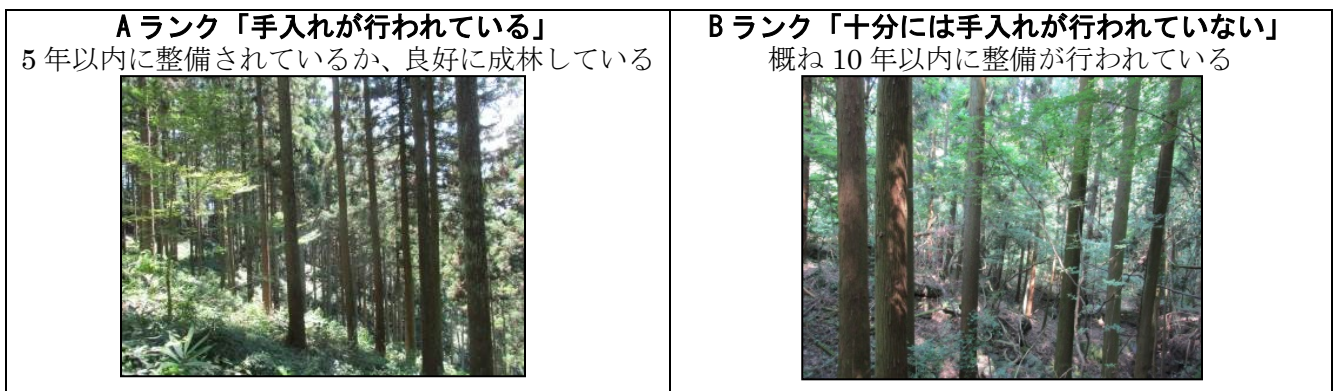 Aランク「手入れが行われている」
5年以内に整備されているか、良好に成林している
Bランク「十分には手入れが行われていない」
概ね10年以内に整備が行われている